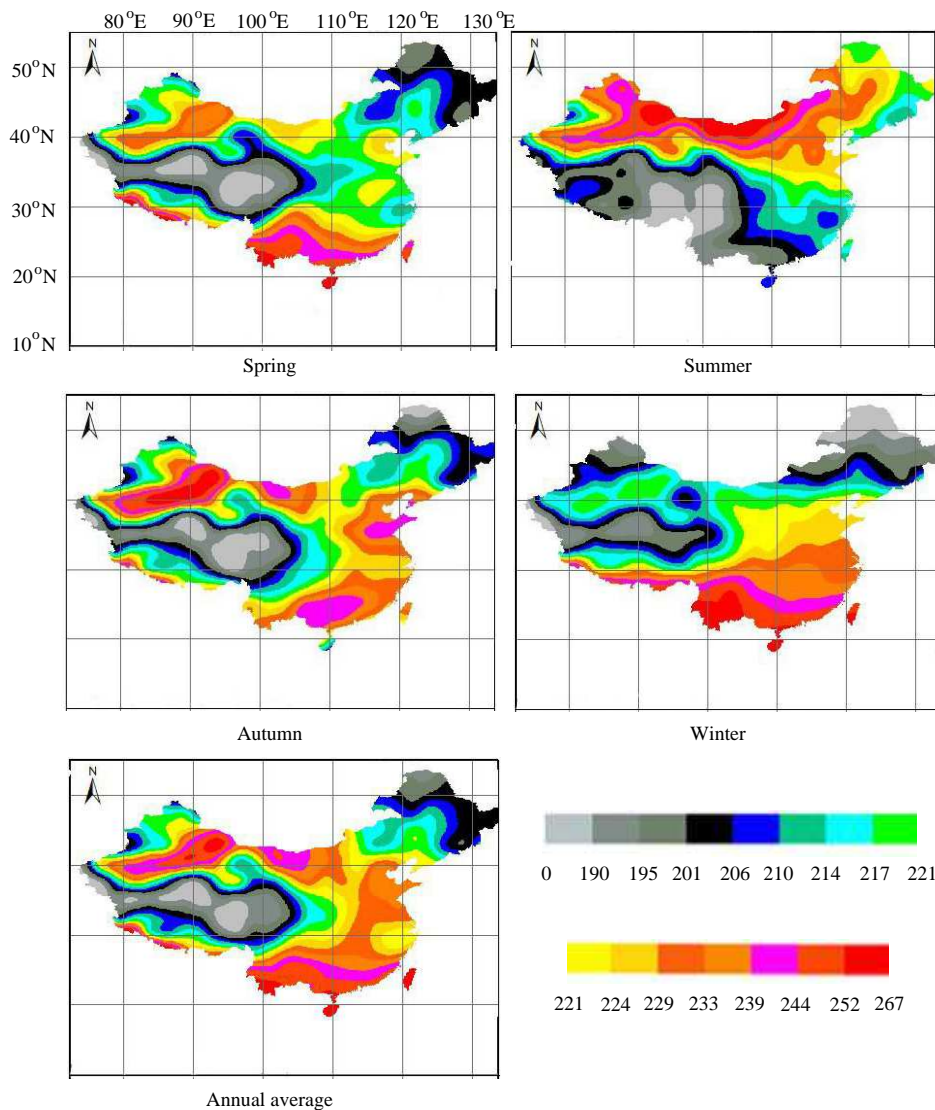 80°E 90°E 100°E 110°E 120°E 130°E
N
N
50°N
40°N
30°N
20°N
10°N
Spring Summer
N
N
Autumn Winter
N
0 190 195 201 206 210 214 217 221
221 224 229 233 239 244 252 267
Annual average